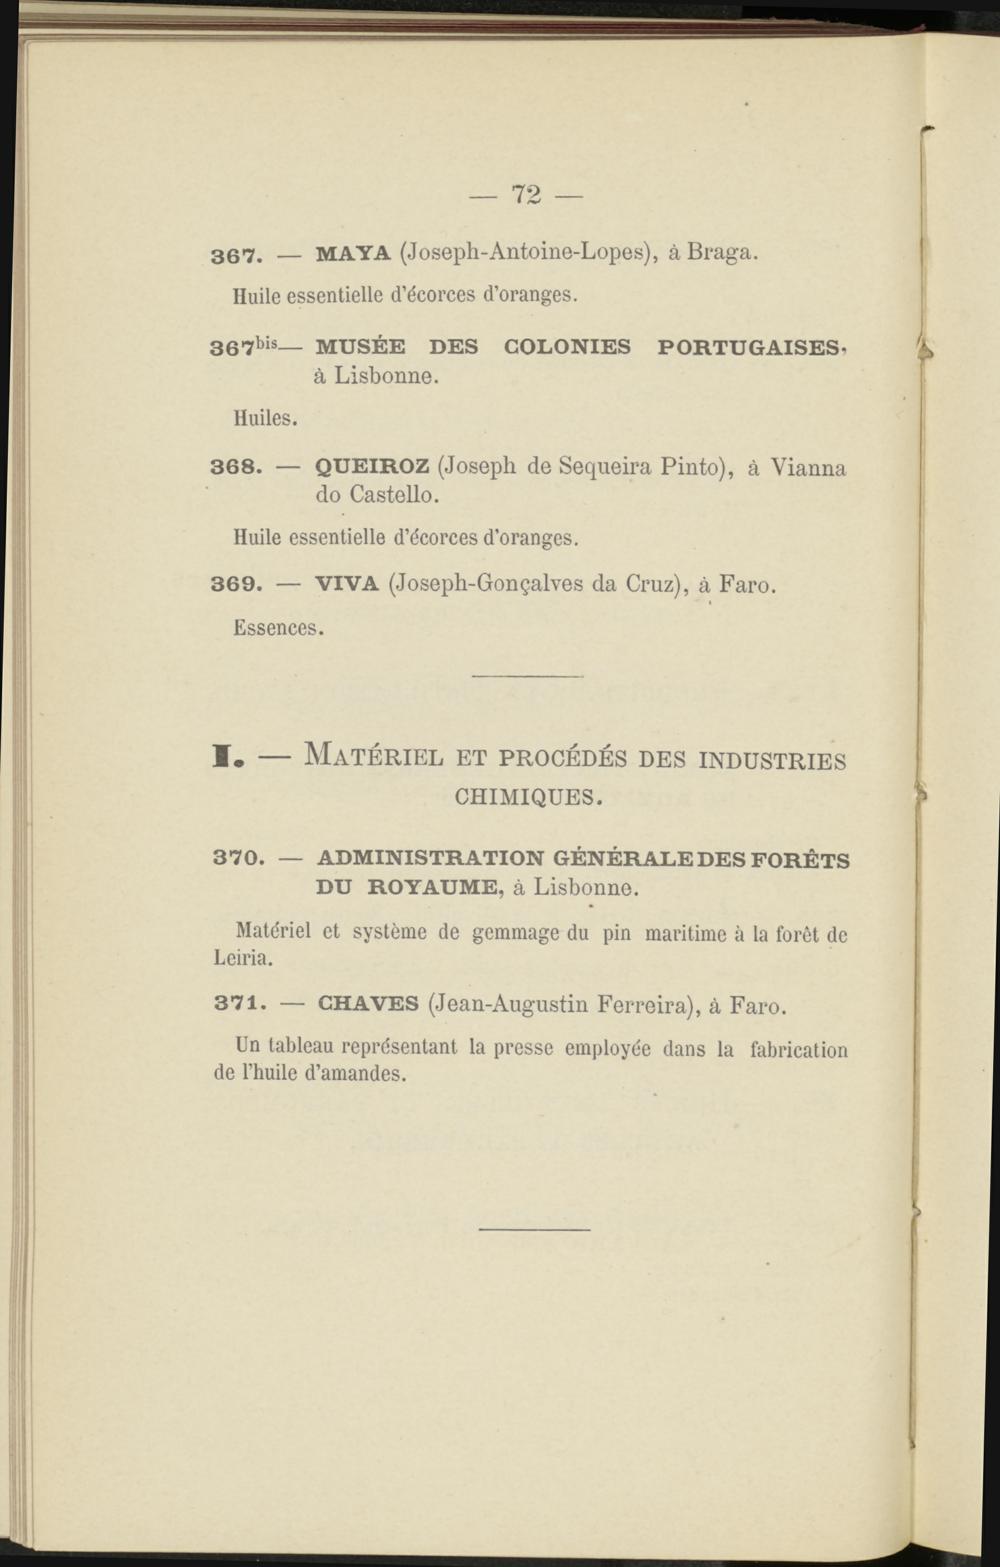 — 72 —
367. — MAYA (Joseph-Antoine-Lopes), à Braga.
Huile essentielle d'écorces d'oranges.
367bis— MUSÉE DES COLONIES PORTUGAISES,
à Lisbonne.
Huiles.
368. — QUEIROZ (Joseph de Sequeira Pinto), à Vianna
do Castello.
Huile essentielle d'écorces d'oranges.
369. — VIVA (Joseph-Gonçalves da Cruz), à Faro.
Essences.
I. — MATÉRIEL ET PROCÉDÉS DES INDUSTRIES
CHIMIQUES.
370. — ADMINISTRATION GÉNÉRALE DES FORÊTS
DU ROYAUME, à Lisbonne.
Matériel et système de gemmage du pin maritime à la forêt de
Leiria.
371. — CHAVES (Jean-Augustin Ferreira), à Faro.
Un tableau représentant la presse employée dans la fabrication
de l'huile d'amandes.